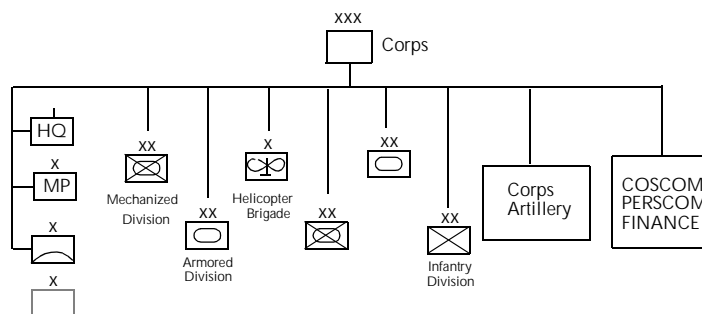 XXX
Corps
HQ
X
MP
X
X
XX
Mechanized
Division
XX
Armored
Division
X
Helicopter
Brigade
XX
XX
XX
Infantry
Division
Corps
Artillery
COSCOM
PERSCOM
FINANCE